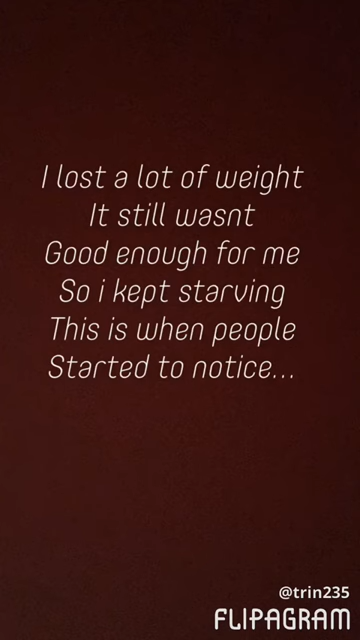 I lost a lot of weight
It still wasnt
Good enough for me
So i kept starving
This is when people
Started to notice...
@trin235
FLIPAGRAM